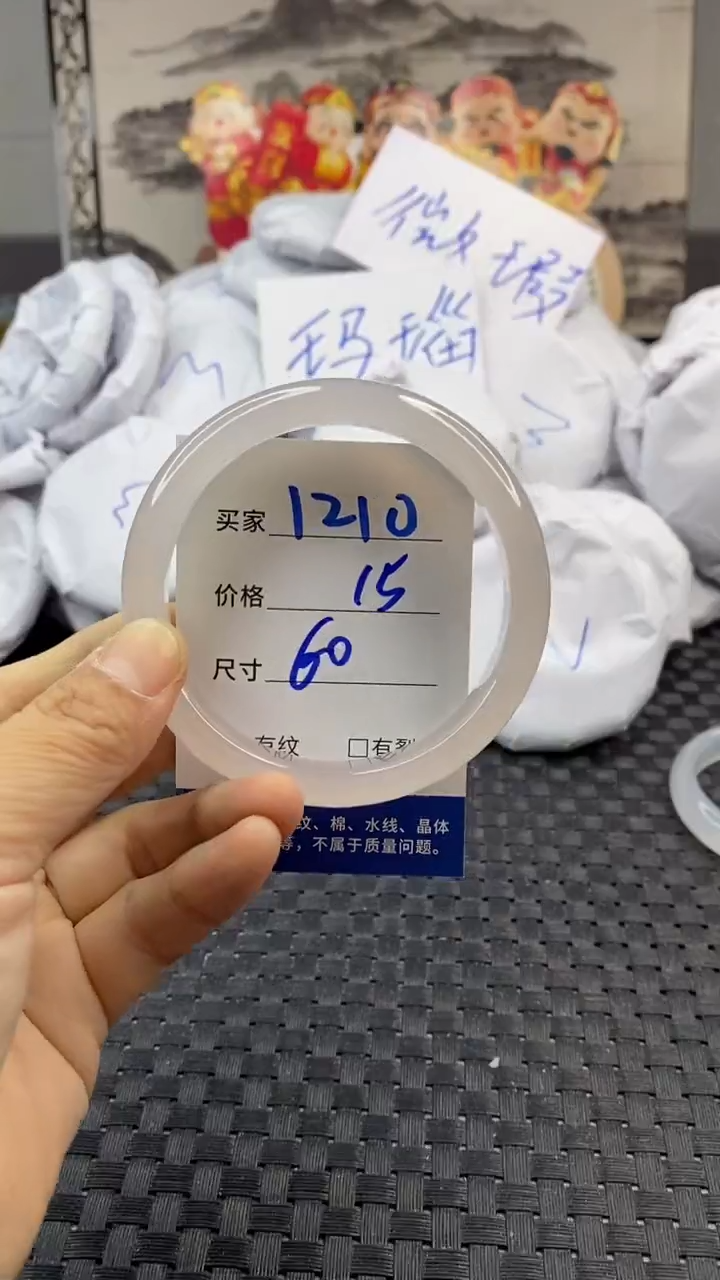 微瑕
玛瑙
买家 1210
价格 15
尺寸 60
有纹 □有裂
纹、棉、水线、晶体
等，不属于质量问题。